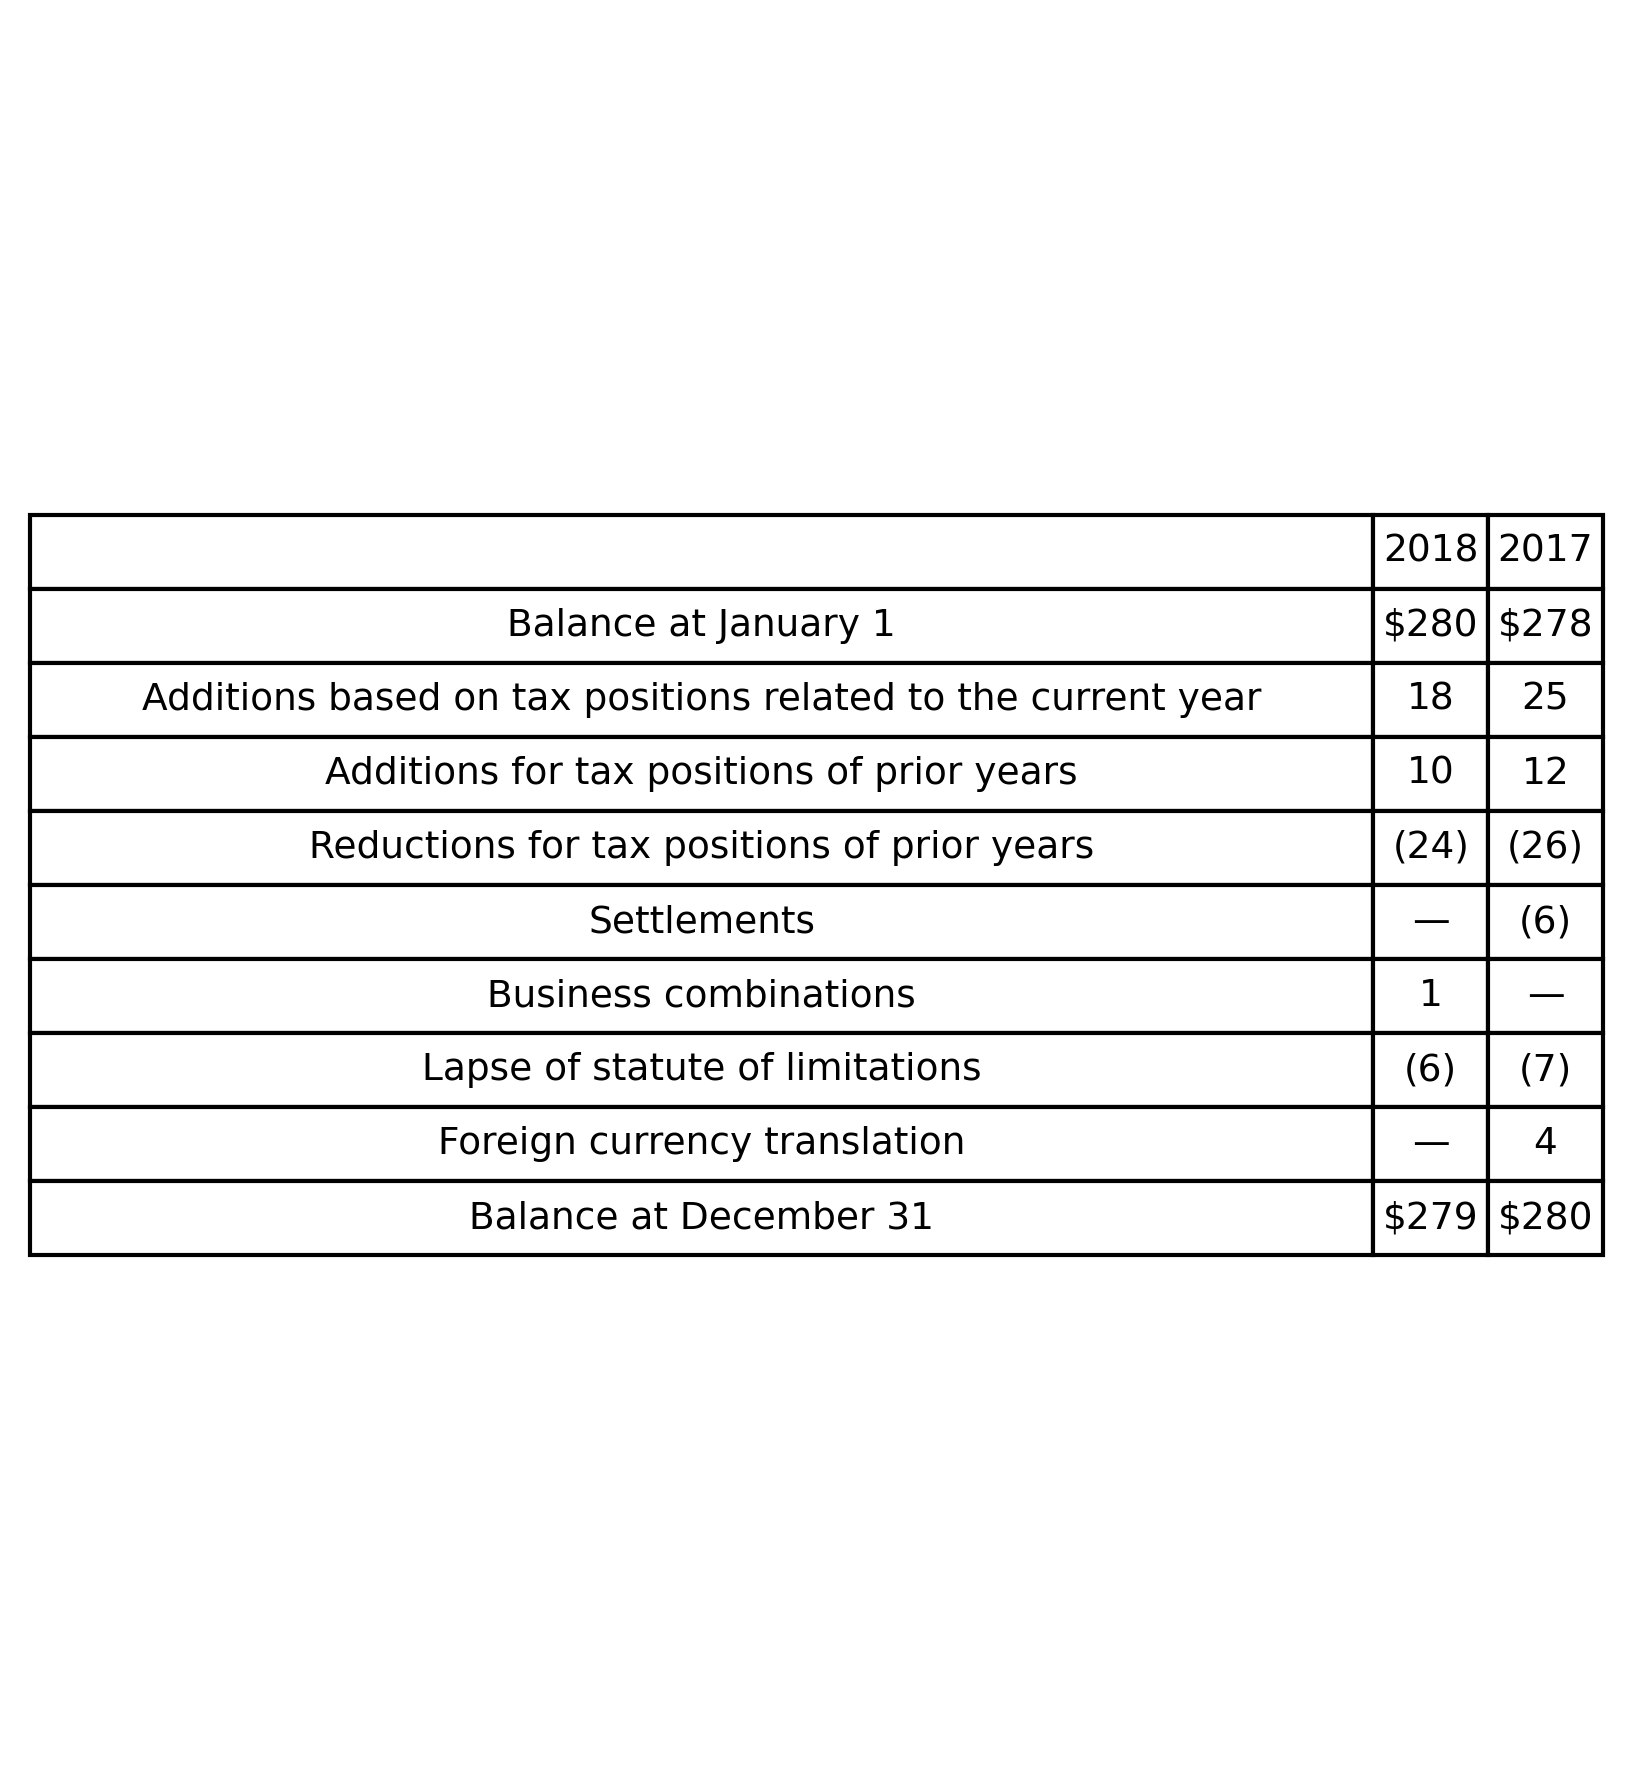 2018 2017
Balance at January 1 $280 $278
Additions based on tax positions related to the current year 18 25
Additions for tax positions of prior years 10 12
Reductions for tax positions of prior years (24) (26)
Settlements — (6)
Business combinations 1 —
Lapse of statute of limitations (6) (7)
Foreign currency translation — 4
Balance at December 31 $279 $280